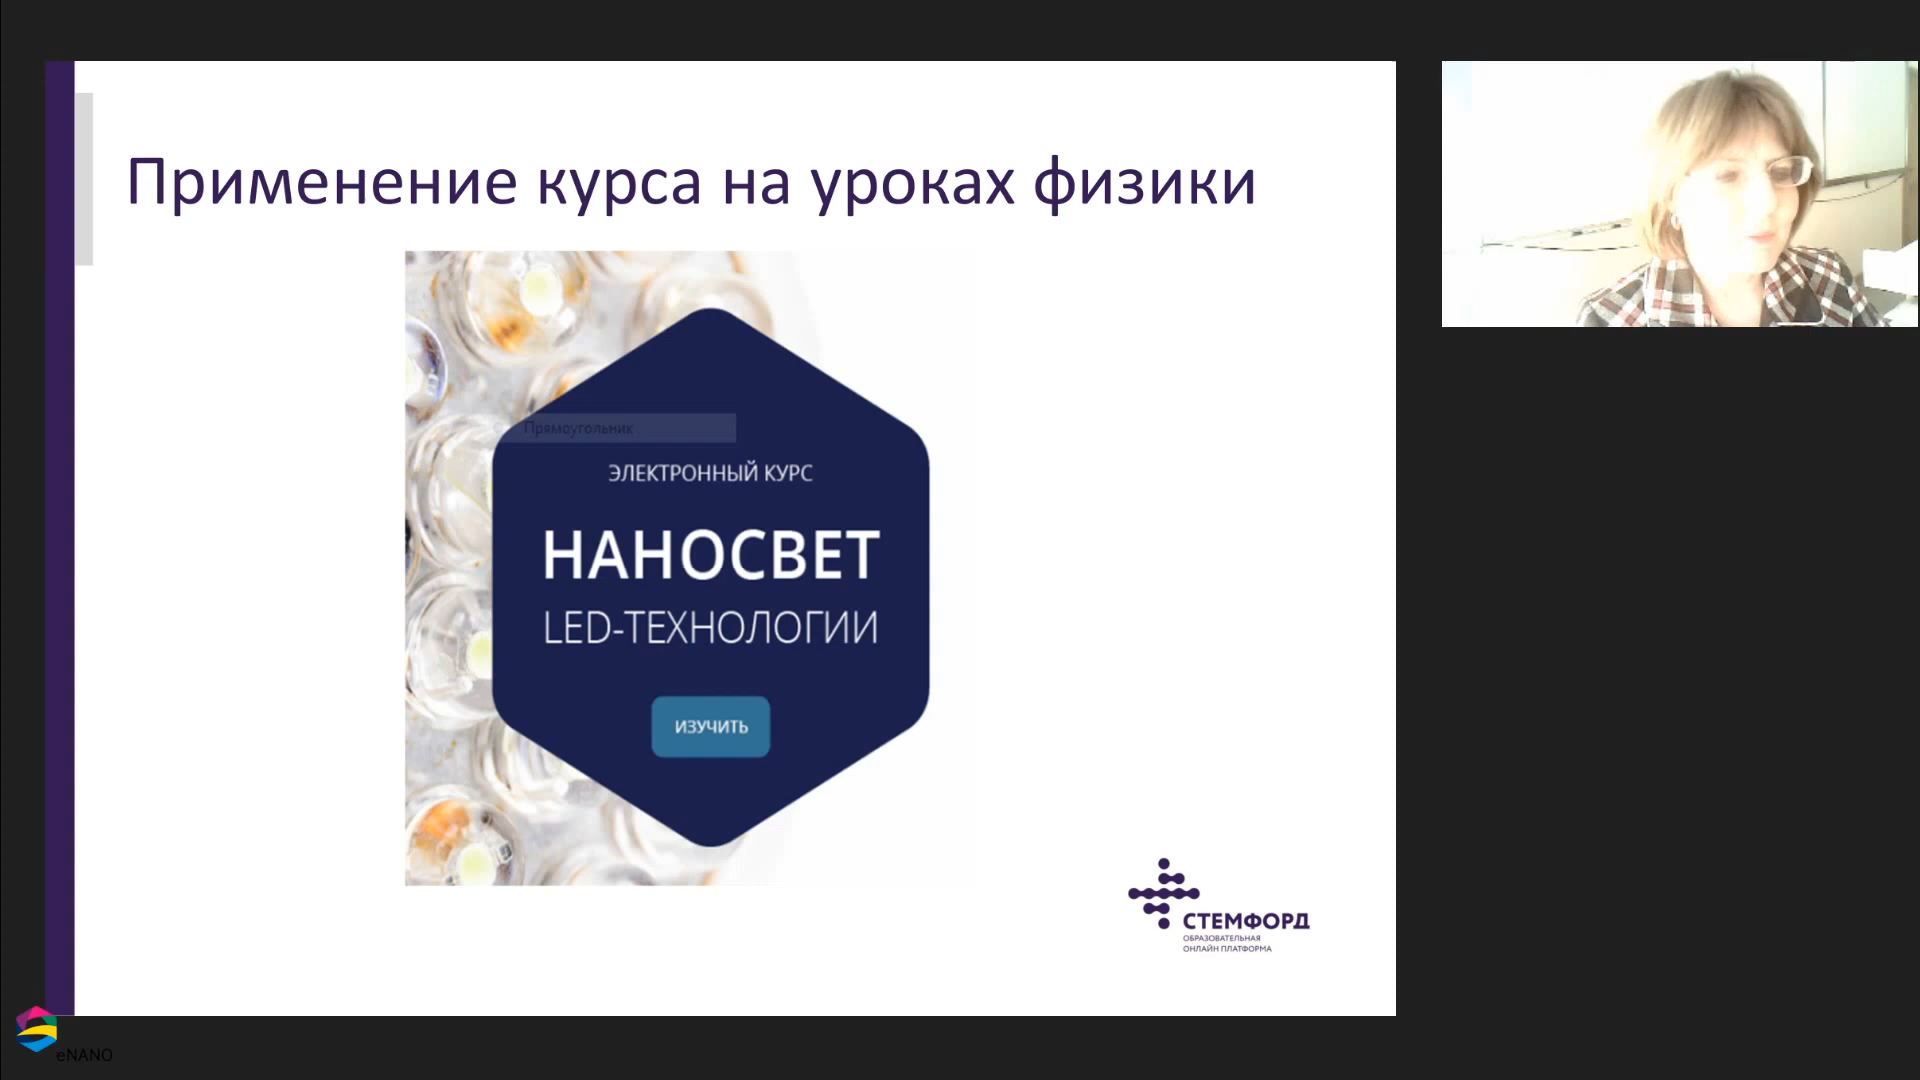 Применение курса на уроках физики
Прямоугольник
ЭЛЕКТРОННЫЙ КУРС
НАНОСВЕТ
LED-ТЕХНОЛОГИИ
ИЗУЧИТЬ
СТЕМФОРД
ОБРАЗОВАТЕЛЬНАЯ
ОНЛАЙН ПЛАТФОРМА
eNANO